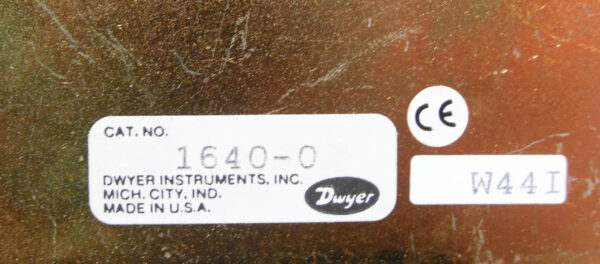 CAT. NO.
1640-0
DWYER INSTRUMENTS, INC.
MICH. CITY, IND.
MADE IN U.S.A.
Dwyer
CE
W44I